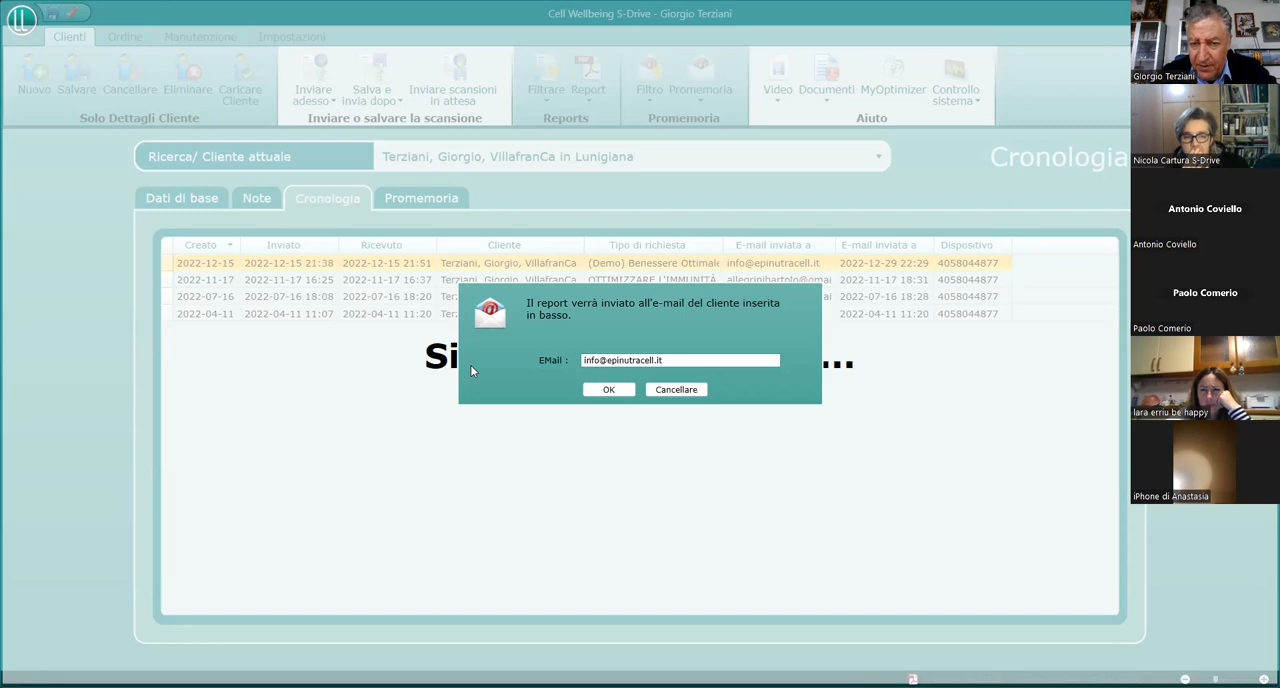 Cell Wellbeing S-Drive - Giorgio Terziani
Clienti Ordine Manutenzione Impostazioni
Nuovo Salvare Cancellare Eliminare Caricare Cliente
Inviare adesso Salva e invia dopo Inviare scansioni in attesa
Filtrare Report Filtro Promemoria
Video Documenti MyOptimizer Controllo sistema
Solo Dettagli Cliente Inviare o salvare la scansione Reports Promemoria Aiuto
Ricerca/ Cliente attuale Terziani, Giorgio, VillafranCa in Lunigiana
Cronologia
Dati di base Note Cronologia Promemoria
Creato Inviato Ricevuto Cliente Tipo di richiesta E-mail inviata a E-mail inviata a Dispositivo
2022-12-15 2022-12-15 21:38 2022-12-15 21:51 Terziani, Giorgio, VillafranCa (Demo) Benessere Ottimale info@epinutracell.it 2022-12-29 22:29 4058044877
2022-11-17 2022-11-17 16:25 2022-11-17 16:37 Terziani, Giorgio, VillafranCa OTTIMIZZARE L'IMMUNITÀ allegrinibartolo@gmai 2022-11-17 18:31 4058044877
2022-07-16 2022-07-16 18:08 2022-07-16 18:20 Ter 2022-07-16 18:28 4058044877
2022-04-11 2022-04-11 11:07 2022-04-11 11:20 Ter 2022-04-11 11:20 4058044877
Si ...
Il report verrà inviato all'e-mail del cliente inserita
in basso.
EMail : info@epinutracell.it
OK Cancellare
Giorgio Terziani
Nicola Cartura S-Drive
Antonio Coviello
Antonio Coviello
Paolo Comerio
Paolo Comerio
lara erriu be happy
iPhone di Anastasia